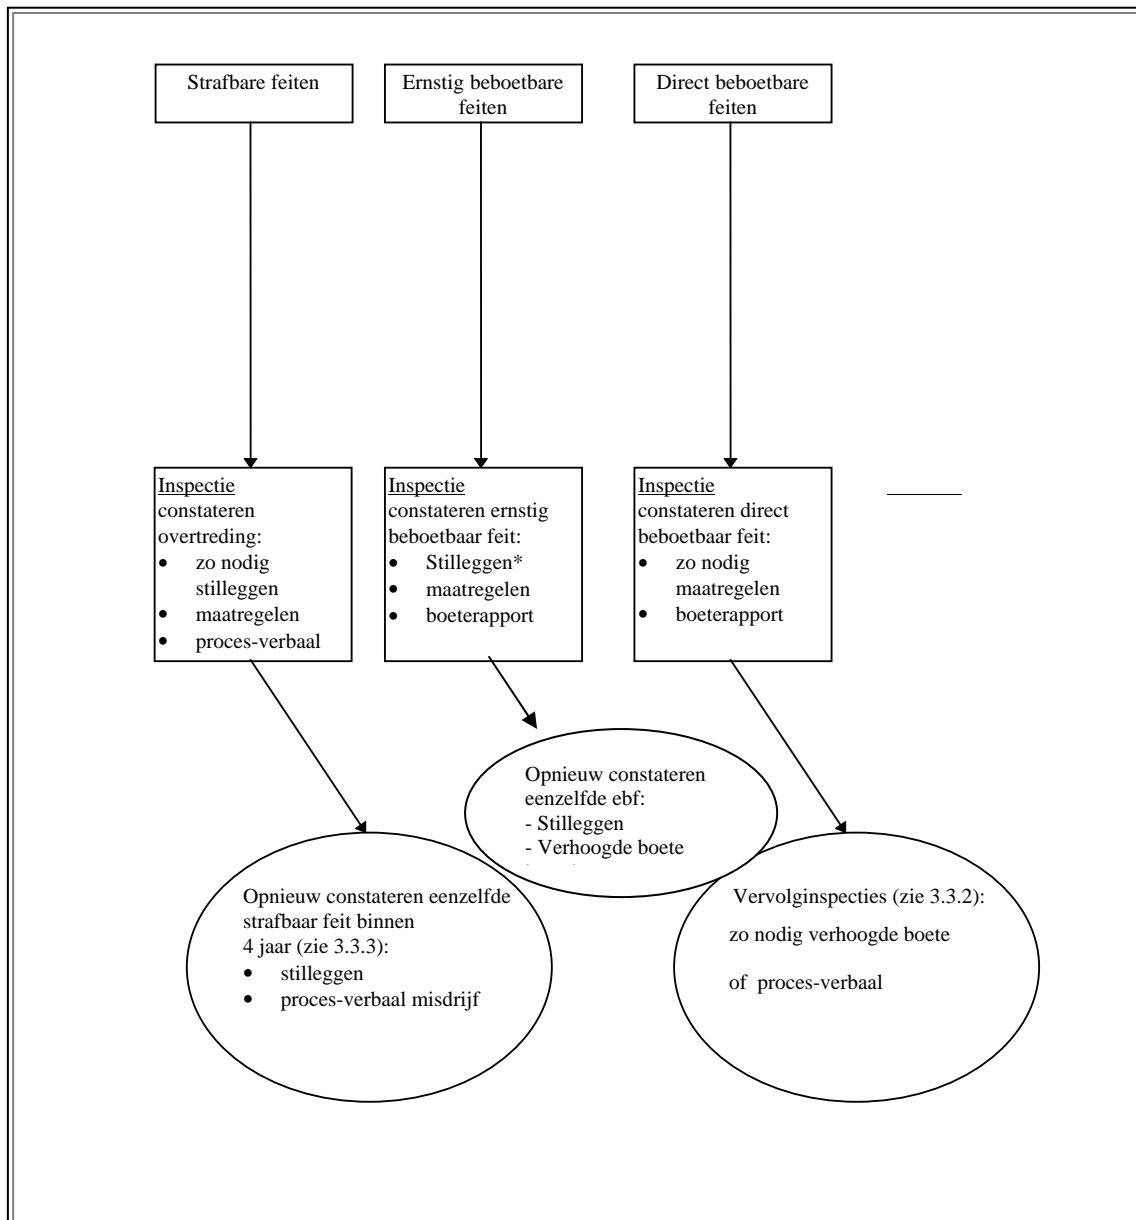 Strafbare feiten
Ernstig beboetbare
feiten
Direct beboetbare
feiten
Inspectie
constateren
overtreding:
• zo nodig
stilleggen
• maatregelen
• proces-verbaal
Inspectie
constateren ernstig
beboetbaar feit:
• Stilleggen*
• maatregelen
• boeterapport
Inspectie
constateren direct
beboetbaar feit:
• zo nodig
maatregelen
• boeterapport
Opnieuw constateren
eenzelfde ebf:
- Stilleggen
- Verhoogde boete
Opnieuw constateren eenzelfde
strafbaar feit binnen
4 jaar (zie 3.3.3):
• stilleggen
• proces-verbaal misdrijf
Vervolginspecties (zie 3.3.2):
zo nodig verhoogde boete
of proces-verbaal